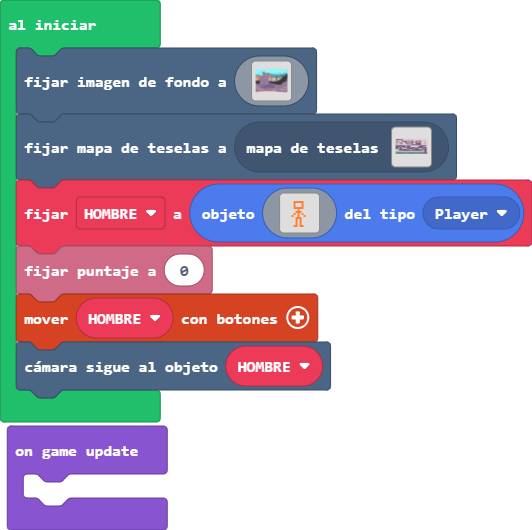 al iniciar
fijar imagen de fondo a
fijar mapa de teselas a mapa de teselas
fijar HOMBRE a objeto del tipo Player
fijar puntaje a 0
mover HOMBRE con botones
cámara sigue al objeto HOMBRE
on game update